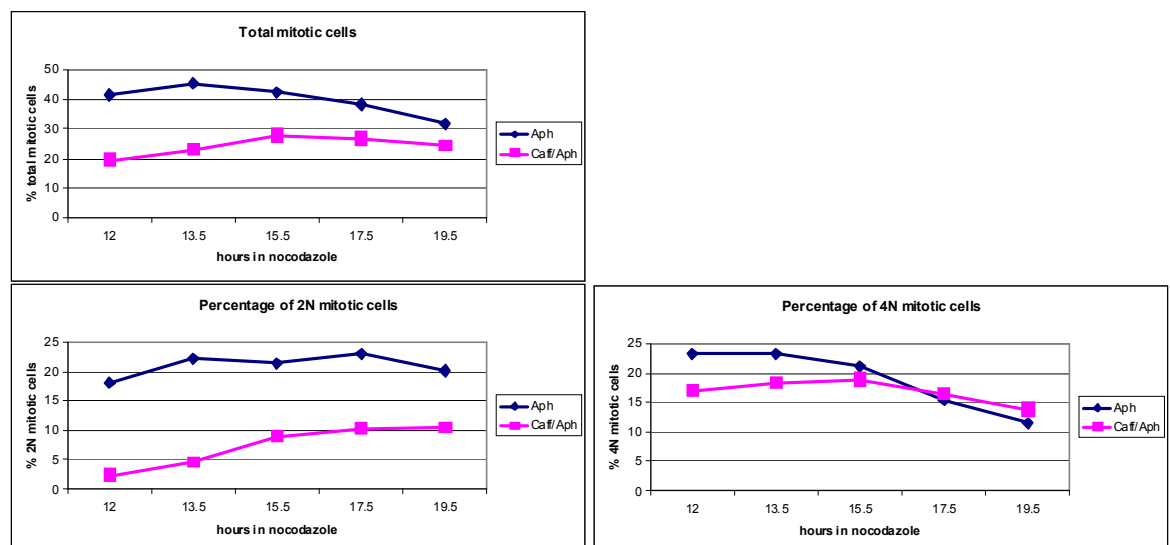 Total mitotic cells
50
40
30
20
10
0
% total mitotic cells
12 13.5 15.5 17.5 19.5
hours in nocodazole
Aph
Caff/Aph
Percentage of 2N mitotic cells
25
20
15
10
5
0
% 2N mitotic cells
12 13.5 15.5 17.5 19.5
hours in nocodazole
Aph
Caff/Aph
Percentage of 4N mitotic cells
25
20
15
10
5
0
% 4N mitotic cells
12 13.5 15.5 17.5 19.5
hours in nocodazole
Aph
Caff/Aph